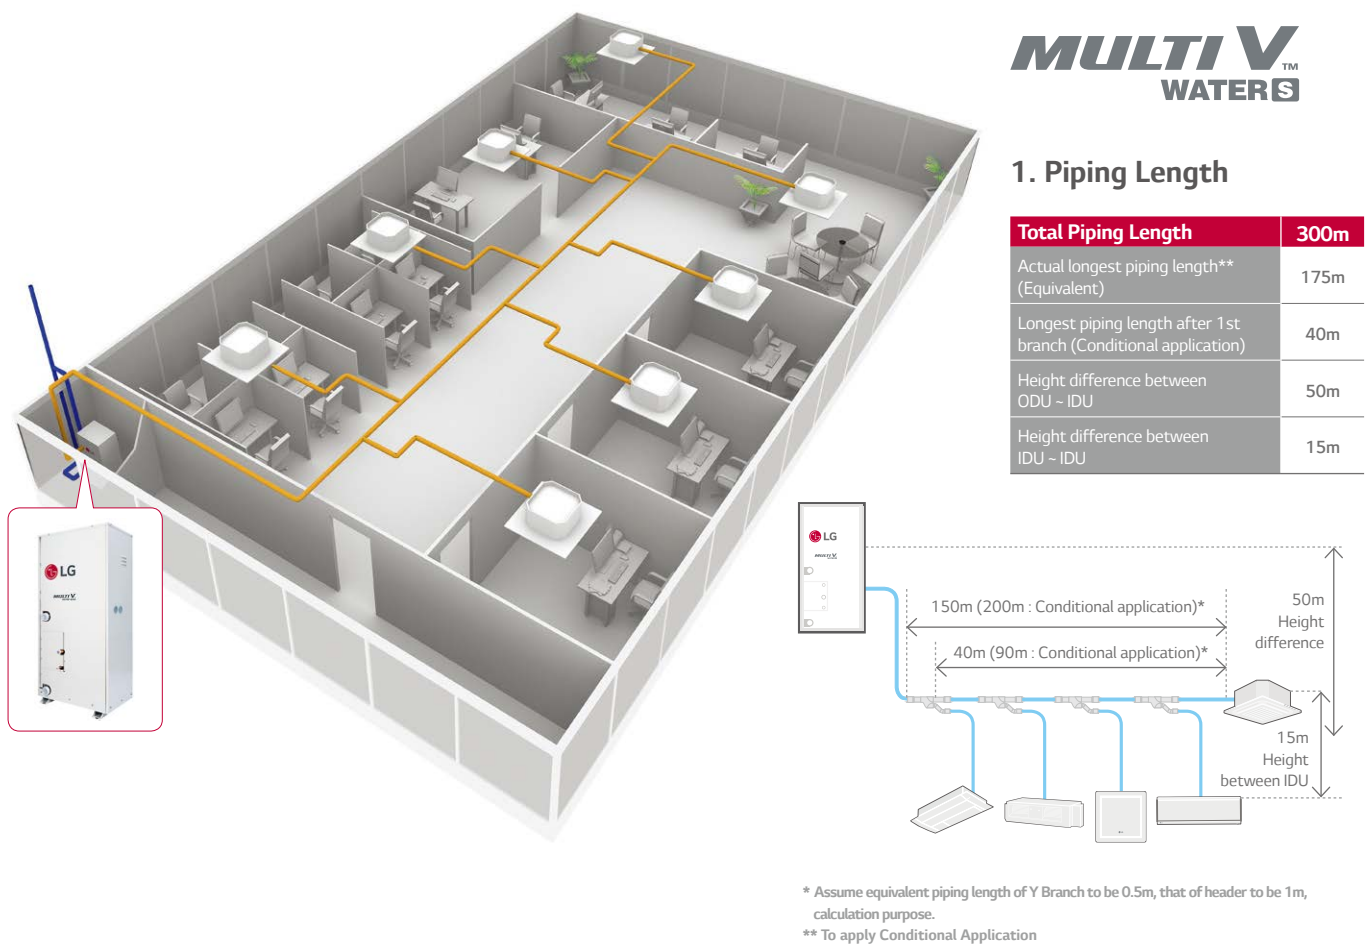 MULTI V™
WATER S
1. Piping Length
Total Piping Length 300m
Actual longest piping length** 175m
(Equivalent)
Longest piping length after 1st 40m
branch (Conditional application)
Height difference between 50m
ODU ~ IDU
Height difference between 15m
IDU ~ IDU
LG
MULTI V
LG
MULTI V
150m (200m : Conditional application)*
40m (90m : Conditional application)*
50m
Height
difference
15m
Height
between IDU
* Assume equivalent piping length of Y Branch to be 0.5m, that of header to be 1m,
calculation purpose.
** To apply Conditional Application